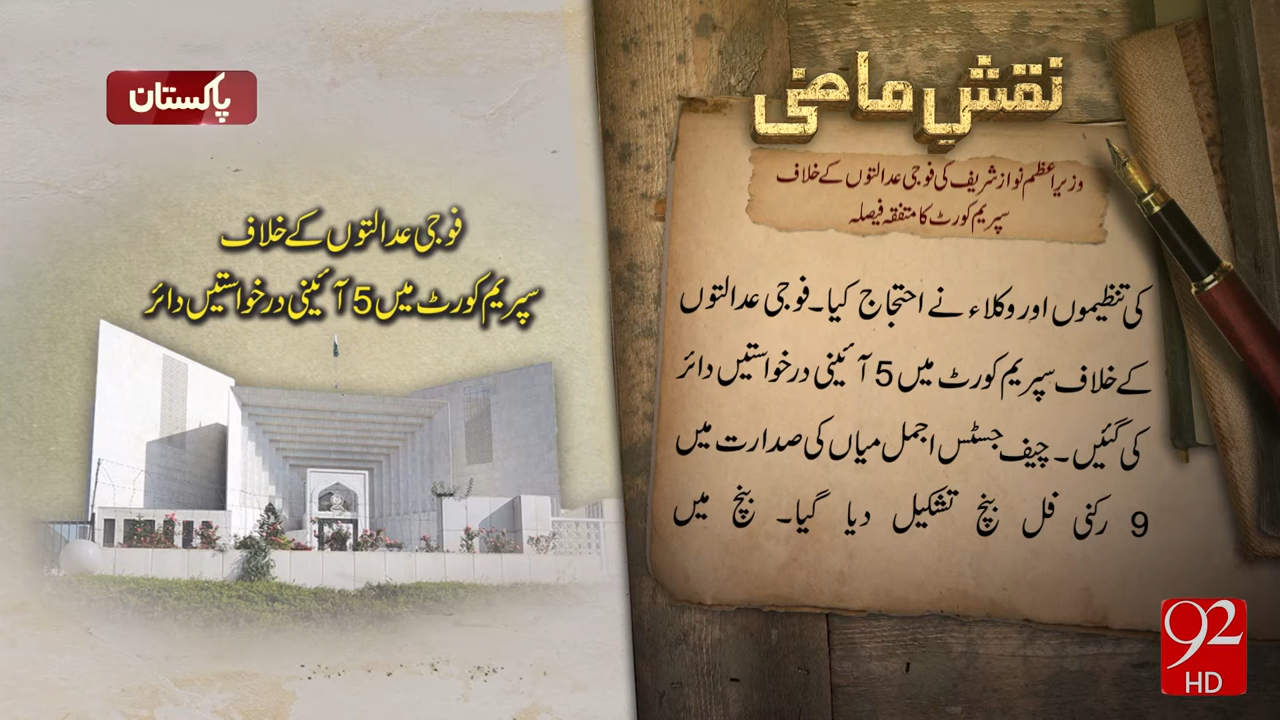 پاکستان
فوجی عدالتوں کے خلاف
سپریم کورٹ میں 5 آئینی درخواستیں دائر
نقش ماضی
وزیراعظم نواز شریف کی فوجی عدالتوں کے خلاف
سپریم کورٹ کا متفقہ فیصلہ
کی تنظیموں اور وکلاء نے احتجاج کیا۔ فوجی عدالتوں
کے خلاف سپریم کورٹ میں 5 آئینی درخواستیں دائر
کی گئیں۔ چیف جسٹس اجمل میاں کی صدارت میں
9 رکنی فل بنچ تشکیل دیا گیا۔ بنچ میں
92
HD